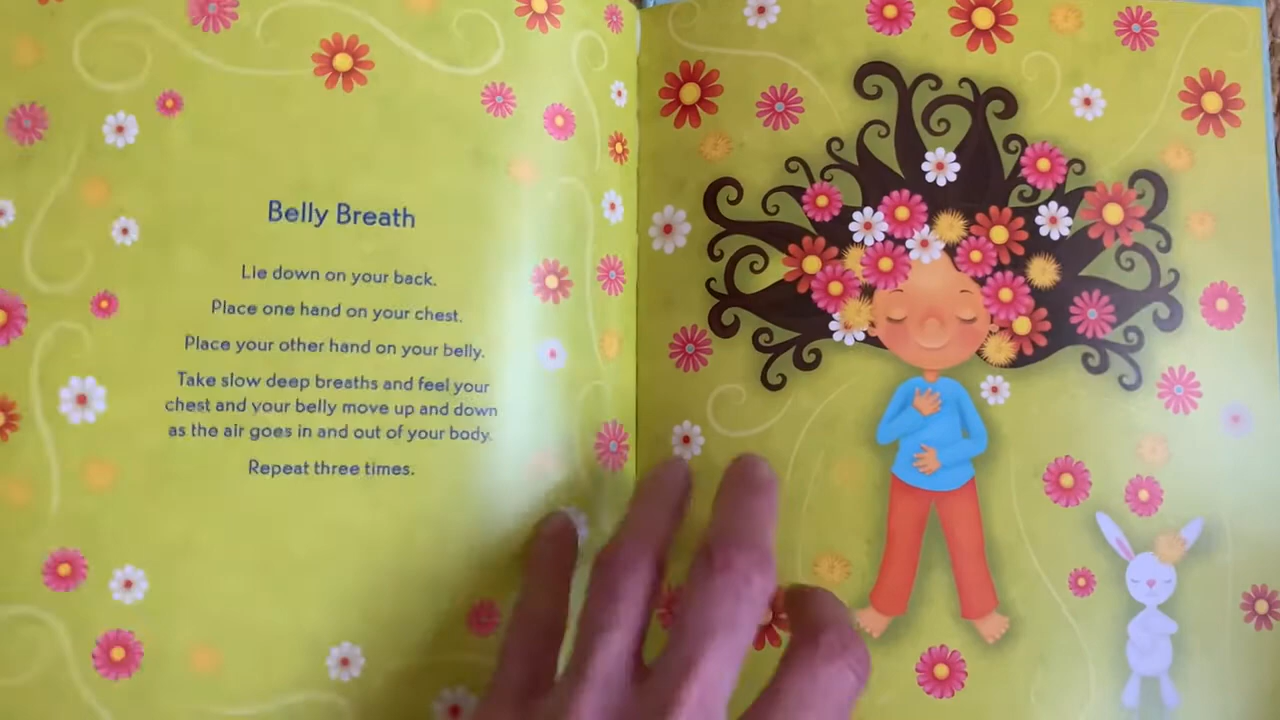 Belly Breath
Lie down on your back.
Place one hand on your chest.
Place your other hand on your belly.
Take slow deep breaths and feel your
chest and your belly move up and down
as the air goes in and out of your body.
Repeat three times.